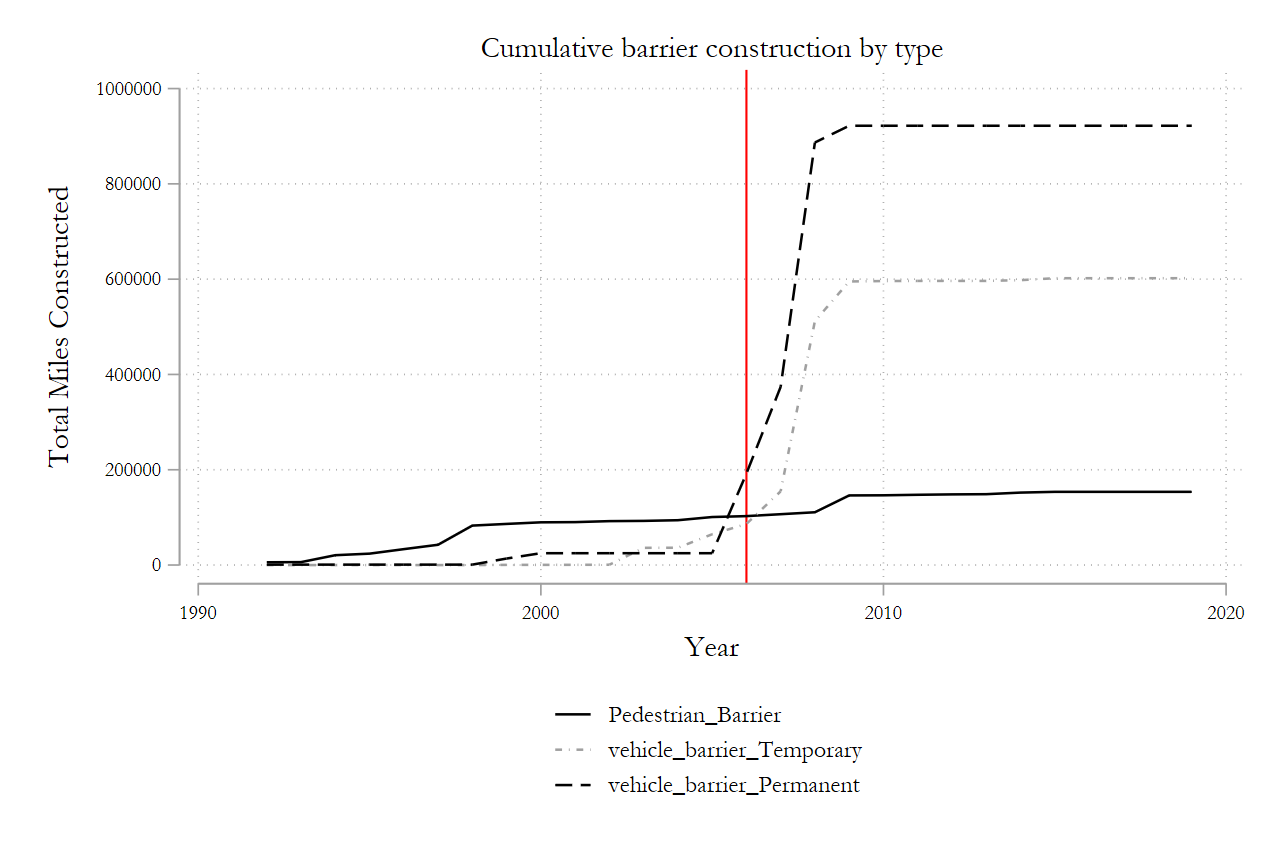 Cumulative barrier construction by type
1000000
800000
600000
400000
200000
0
Total Miles Constructed
1990
2000
2010
2020
Year
Pedestrian_Barrier
vehicle_barrier_Temporary
vehicle_barrier_Permanent